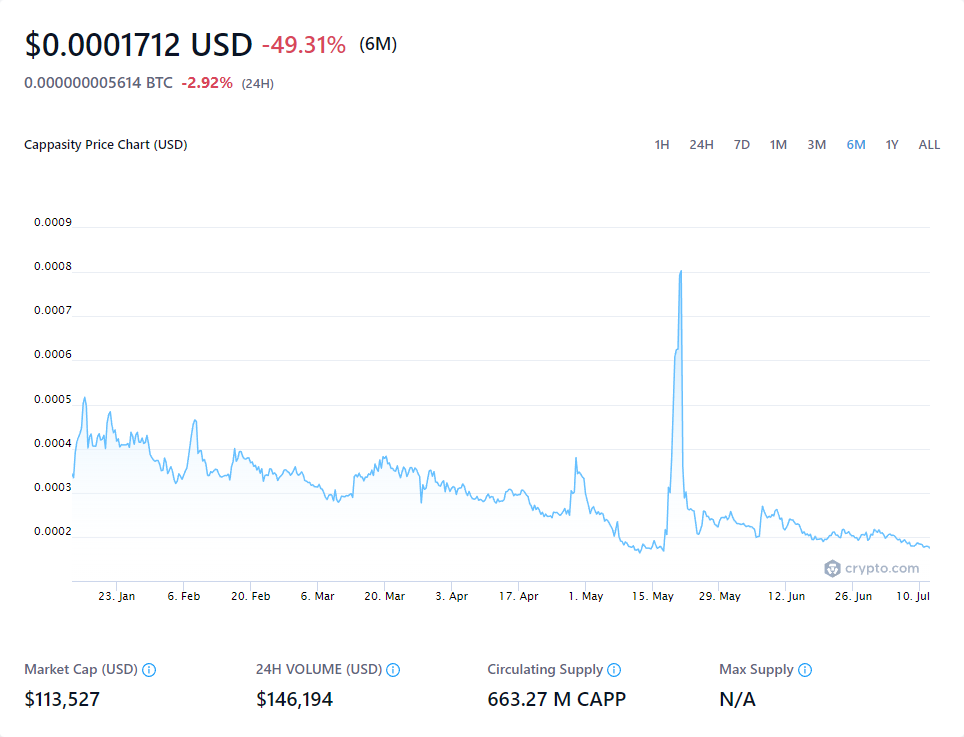 $0.0001712 USD -49.31% (6M)
0.000000005614 BTC -2.92% (24H)
Cappasity Price Chart (USD) 1H 24H 7D 1M 3M 6M 1Y ALL
0.0009
0.0008
0.0007
0.0006
0.0005
0.0004
0.0003
0.0002
crypto.com
23. Jan 6. Feb 20. Feb 6. Mar 20. Mar 3. Apr 17. Apr 1. May 15. May 29. May 12. Jun 26. Jun 10. Jul
Market Cap (USD) 24H VOLUME (USD) Circulating Supply Max Supply
$113,527 $146,194 663.27 M CAPP N/A